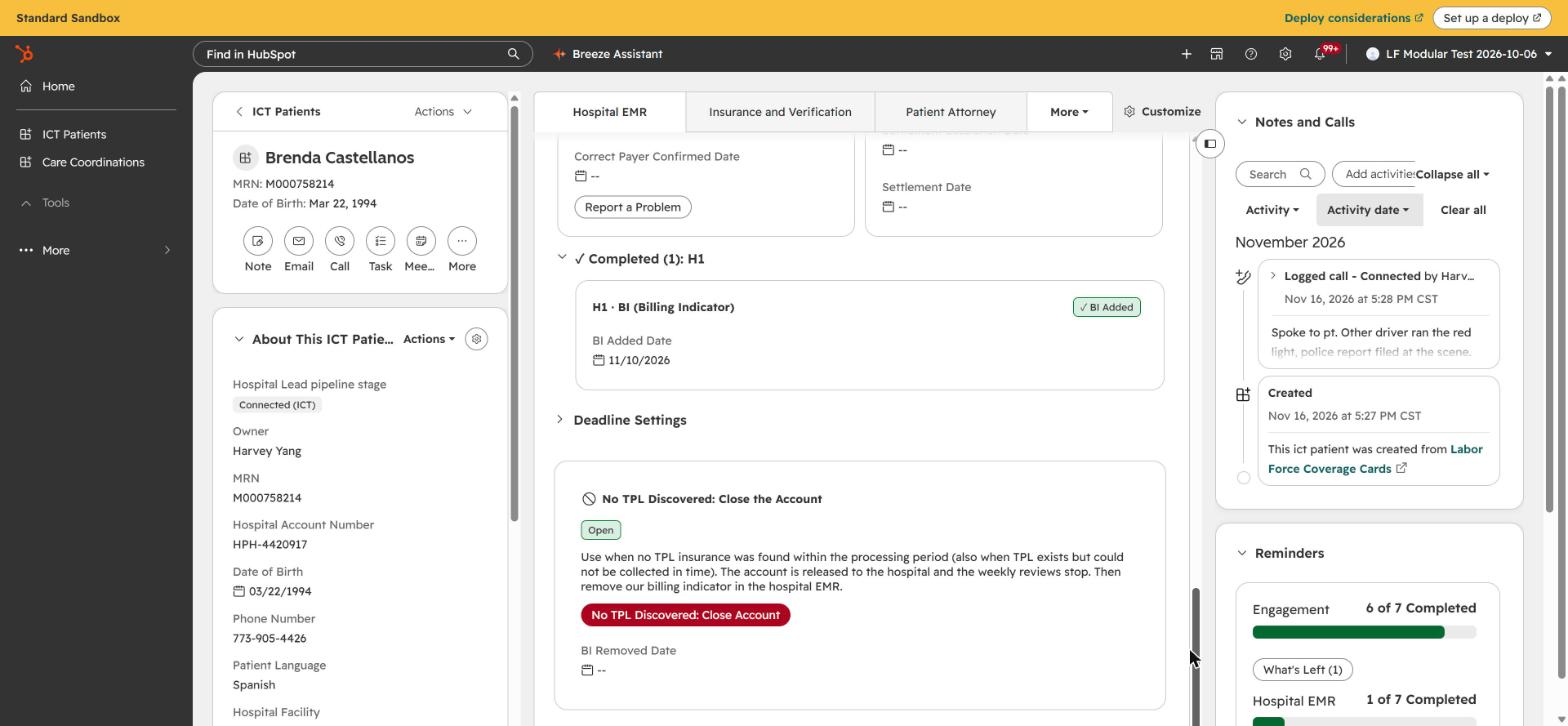 Standard Sandbox
Deploy considerations
Set up a deploy
Find in HubSpot
Breeze Assistant
99+
LF Modular Test 2026-10-06
Home
ICT Patients
Care Coordinations
Tools
More
ICT Patients
Actions
Brenda Castellanos
MRN: M000758214
Date of Birth: Mar 22, 1994
Note
Email
Call
Task
Mee...
More
About This ICT Patie...
Actions
Hospital Lead pipeline stage
Connected (ICT)
Owner
Harvey Yang
MRN
M000758214
Hospital Account Number
HPH-4420917
Date of Birth
03/22/1994
Phone Number
773-905-4426
Patient Language
Spanish
Hospital Facility
Hospital EMR
Insurance and Verification
Patient Attorney
More
Customize
Correct Payer Confirmed Date
--
Report a Problem
--
Settlement Date
--
✓ Completed (1): H1
H1 · BI (Billing Indicator)
✓ BI Added
BI Added Date
11/10/2026
Deadline Settings
No TPL Discovered: Close the Account
Open
Use when no TPL insurance was found within the processing period (also when TPL exists but could
not be collected in time). The account is released to the hospital and the weekly reviews stop. Then
remove our billing indicator in the hospital EMR.
No TPL Discovered: Close Account
BI Removed Date
--
Notes and Calls
Search
Add activities
Collapse all
Activity
Activity date
Clear all
November 2026
Logged call - Connected by Harv...
Nov 16, 2026 at 5:28 PM CST
Spoke to pt. Other driver ran the red
light, police report filed at the scene.
Created
Nov 16, 2026 at 5:27 PM CST
This ict patient was created from Labor
Force Coverage Cards
Reminders
Engagement
6 of 7 Completed
What's Left (1)
Hospital EMR
1 of 7 Completed